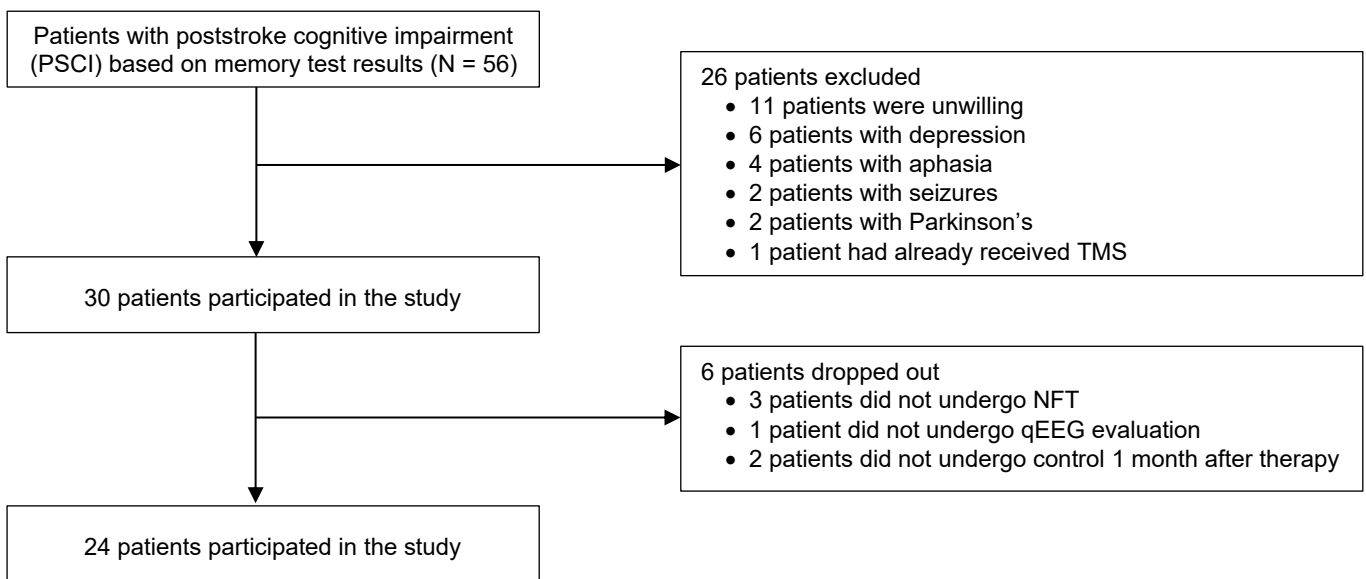 Patients with poststroke cognitive impairment
(PSCI) based on memory test results (N = 56)
26 patients excluded
• 11 patients were unwilling
• 6 patients with depression
• 4 patients with aphasia
• 2 patients with seizures
• 2 patients with Parkinson’s
• 1 patient had already received TMS
30 patients participated in the study
6 patients dropped out
• 3 patients did not undergo NFT
• 1 patient did not undergo qEEG evaluation
• 2 patients did not undergo control 1 month after therapy
24 patients participated in the study